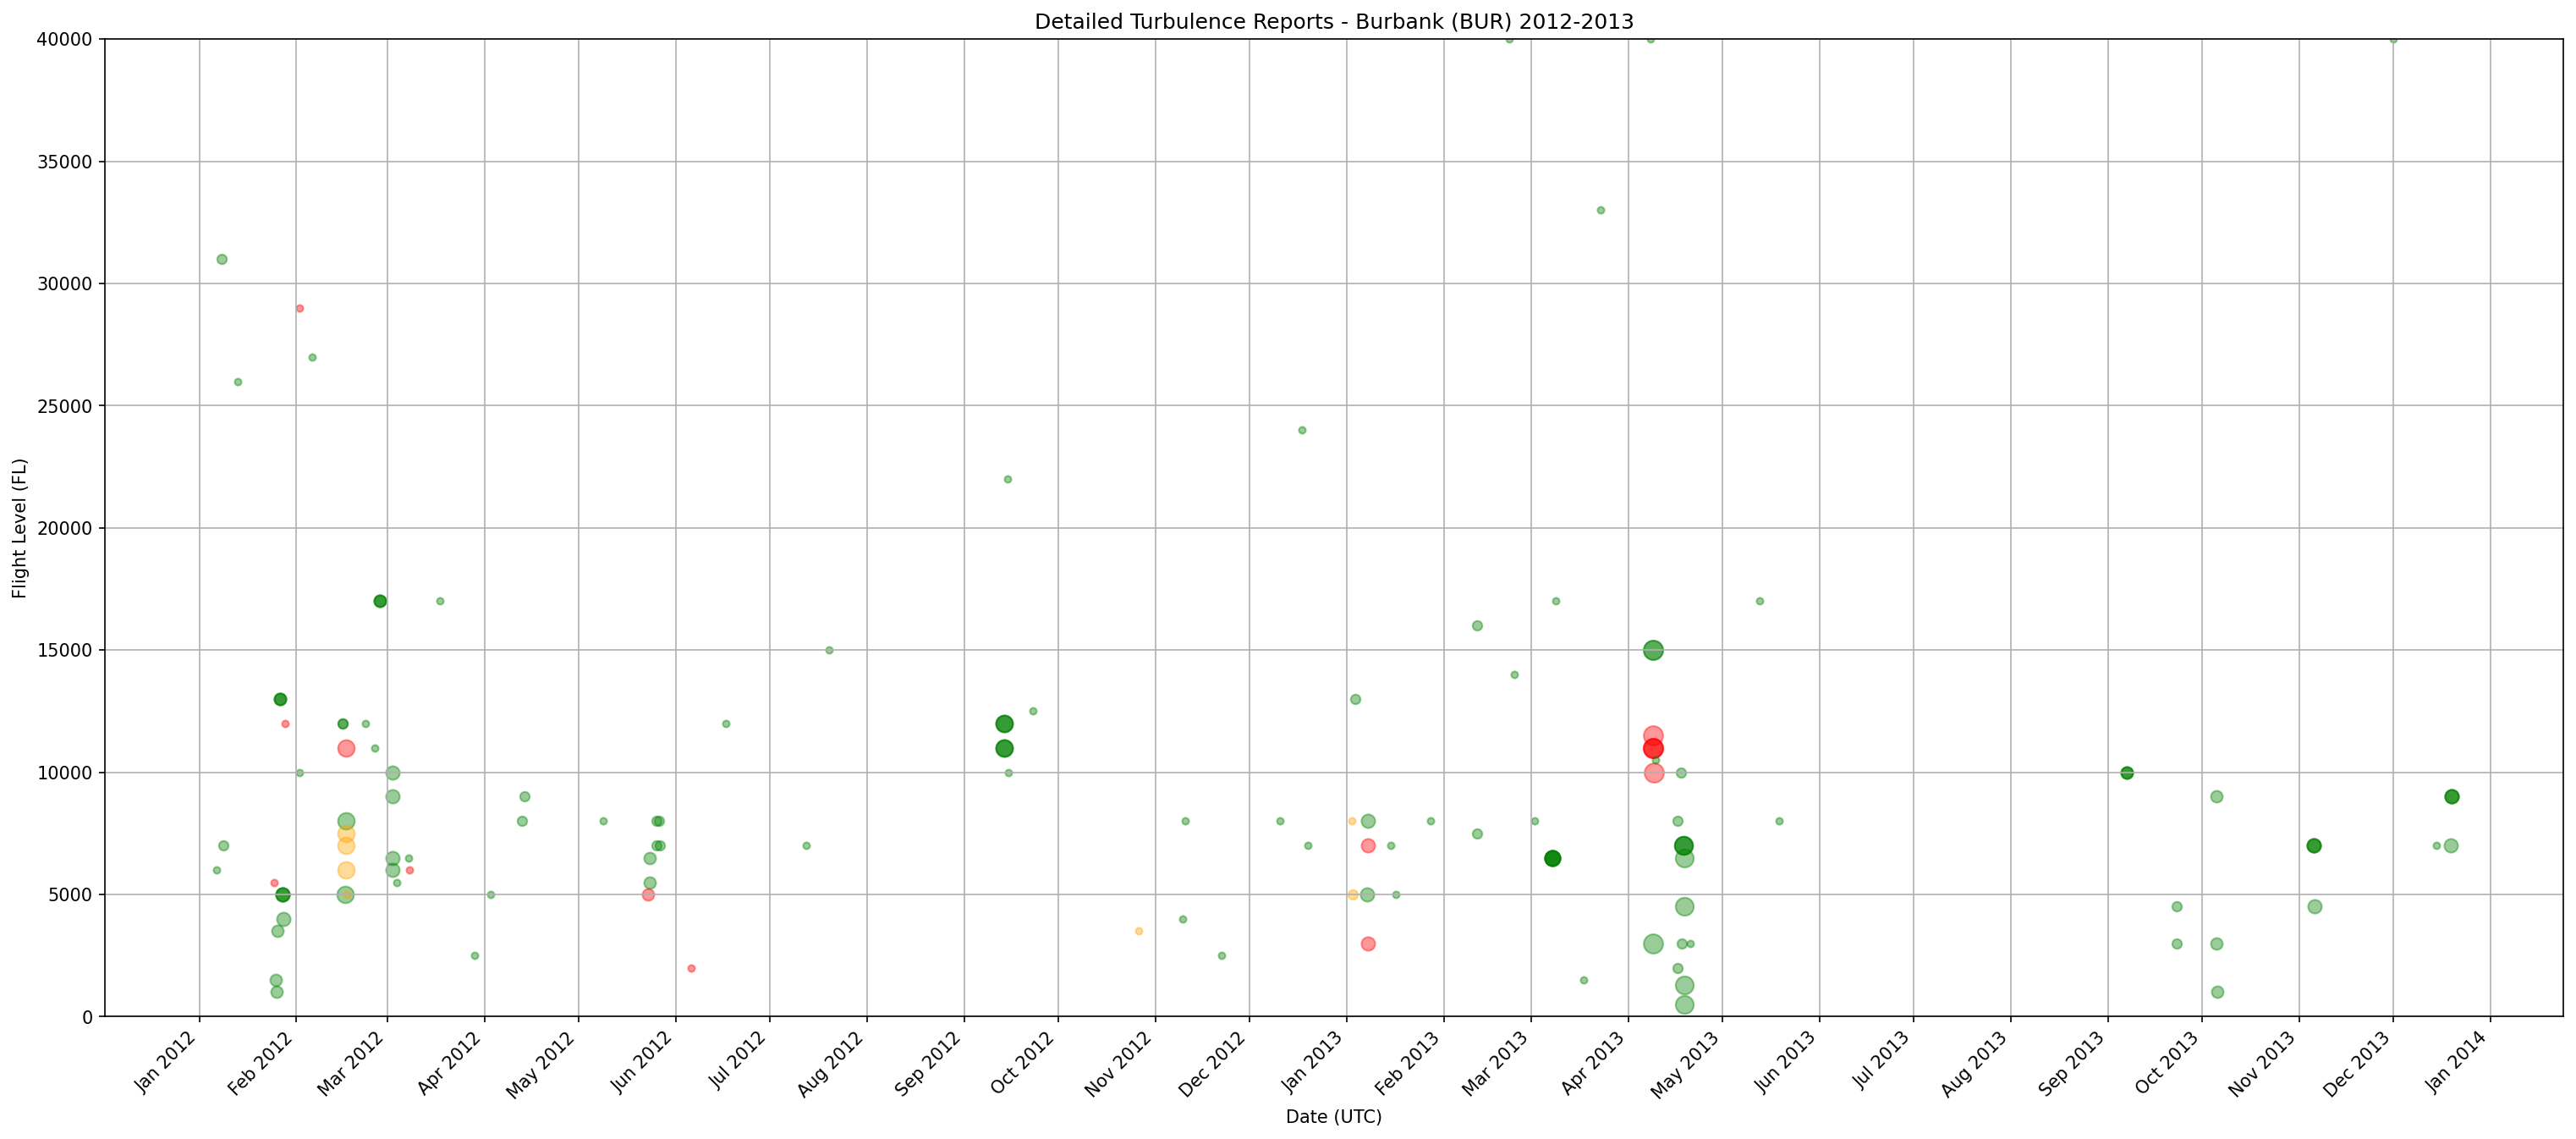 Detailed Turbulence Reports - Burbank (BUR) 2012-2013
40000
35000
30000
25000
20000
15000
10000
5000
0
Flight Level (FL)
Jan 2012
Feb 2012
Mar 2012
Apr 2012
May 2012
Jun 2012
Jul 2012
Aug 2012
Sep 2012
Oct 2012
Nov 2012
Dec 2012
Jan 2013
Feb 2013
Mar 2013
Apr 2013
May 2013
Jun 2013
Jul 2013
Aug 2013
Sep 2013
Oct 2013
Nov 2013
Dec 2013
Jan 2014
Date (UTC)